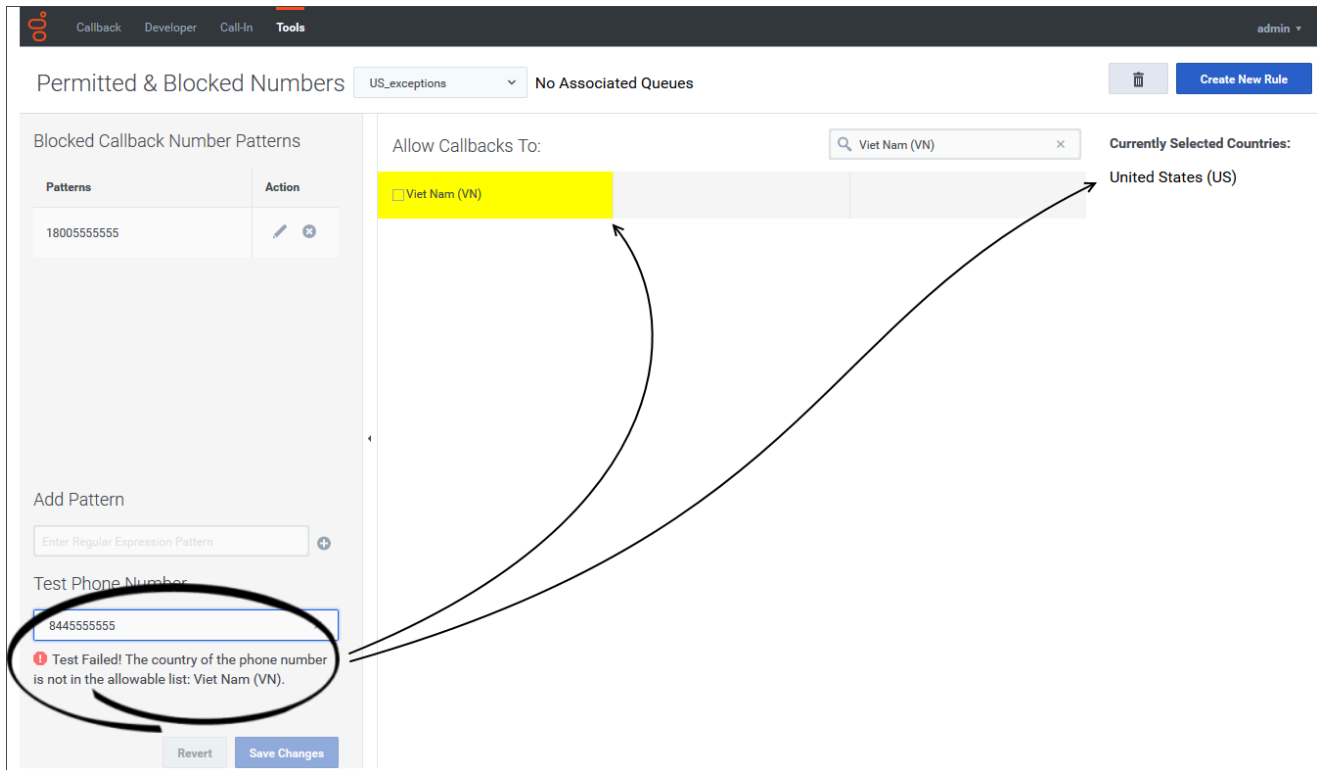 Callback Developer Call-In Tools admin
Permitted & Blocked Numbers US_exceptions No Associated Queues Create New Rule
Blocked Callback Number Patterns
Patterns Action
18005555555
Add Pattern
Enter Regular Expression Pattern
Test Phone Number
8445555555
Test Failed! The country of the phone number
is not in the allowable list: Viet Nam (VN).
Revert Save Changes
Allow Callbacks To: Viet Nam (VN)
Viet Nam (VN)
Currently Selected Countries:
United States (US)